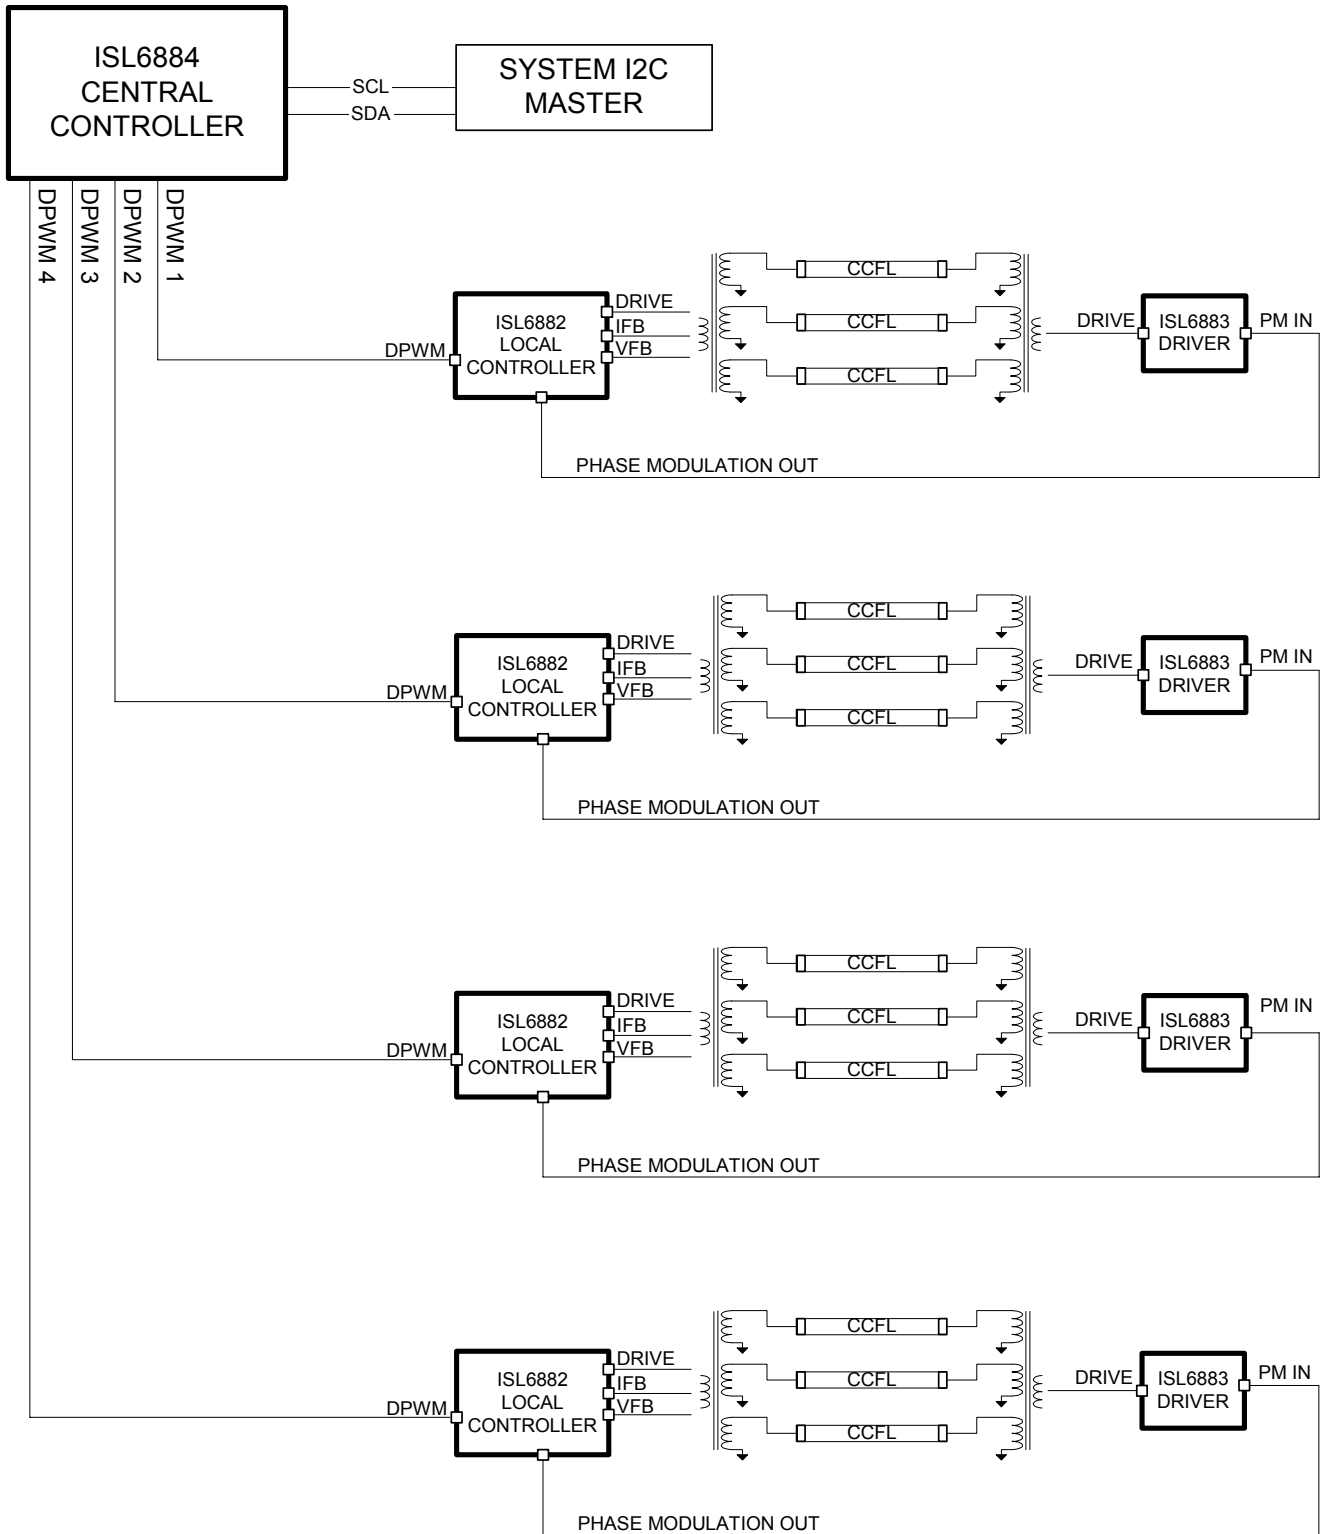 ISL6884
CENTRAL
CONTROLLER
SCL
SDA
SYSTEM I2C
MASTER
DPWM 4
DPWM 3
DPWM 2
DPWM 1
DPWM
ISL6882
LOCAL
CONTROLLER
DRIVE
IFB
VFB
CCFL
CCFL
CCFL
DRIVE
ISL6883
DRIVER
PM IN
PHASE MODULATION OUT
DPWM
ISL6882
LOCAL
CONTROLLER
DRIVE
IFB
VFB
CCFL
CCFL
CCFL
DRIVE
ISL6883
DRIVER
PM IN
PHASE MODULATION OUT
DPWM
ISL6882
LOCAL
CONTROLLER
DRIVE
IFB
VFB
CCFL
CCFL
CCFL
DRIVE
ISL6883
DRIVER
PM IN
PHASE MODULATION OUT
DPWM
ISL6882
LOCAL
CONTROLLER
DRIVE
IFB
VFB
CCFL
CCFL
CCFL
DRIVE
ISL6883
DRIVER
PM IN
PHASE MODULATION OUT